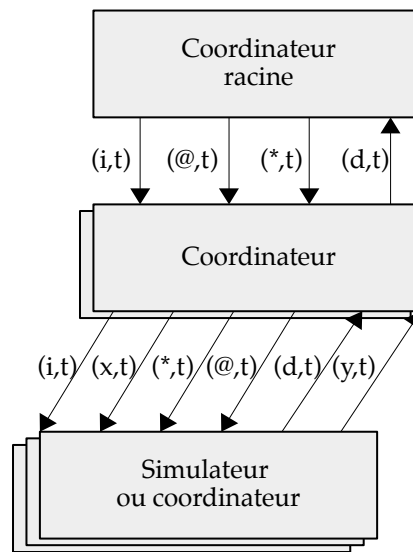 Coordinateur
racine
(i,t) (@,t) (*,t) (d,t)
Coordinateur
(i,t) (x,t) (*,t) (@,t) (d,t) (y,t)
Simulateur
ou coordinateur